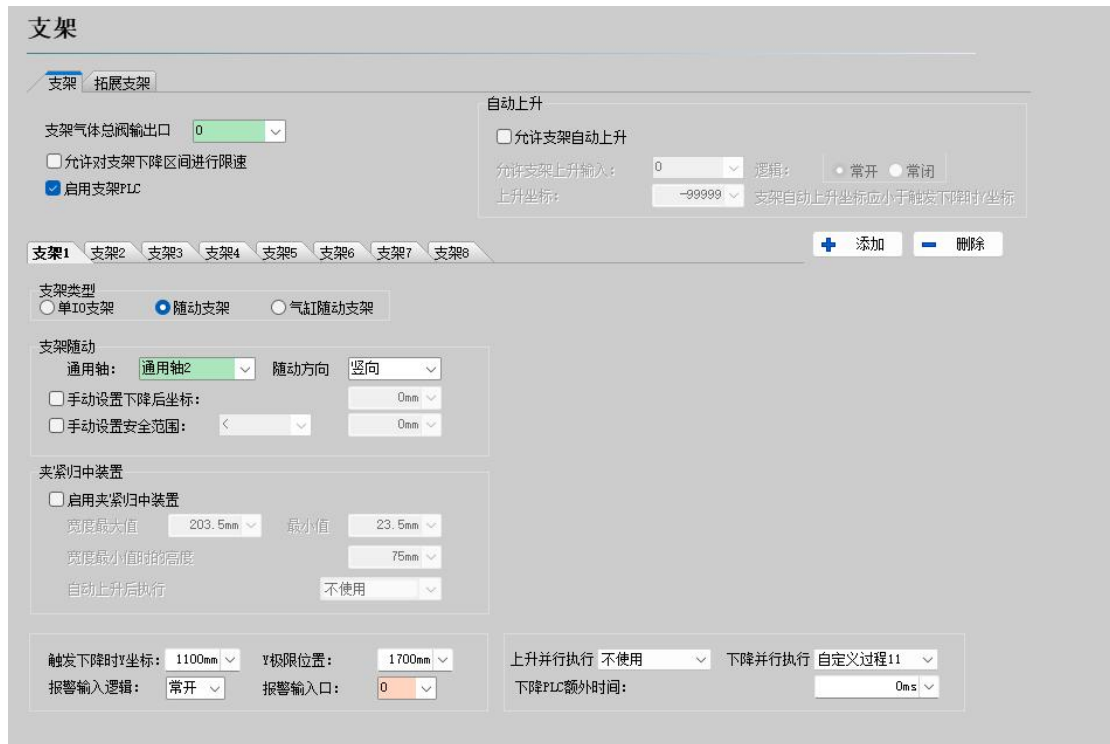 支架
支架 拓展支架
自动上升
支架气体总阀输出口 0
允许支架自动上升
允许对支架下降区间进行限速
允许支架上升输入： 0 逻辑： 常开 常闭
启用支架PLC
上升坐标： -99999 支架自动上升坐标应小于触发下降时Y坐标
添加 删除
支架1 支架2 支架3 支架4 支架5 支架6 支架7 支架8
支架类型
单IO支架 随动支架 气缸随动支架
支架随动
通用轴： 通用轴2 随动方向 竖向
手动设置下降后坐标： 0mm
手动设置安全范围： < 0mm
夹紧归中装置
启用夹紧归中装置
宽度最大值 203.5mm 最小值 23.5mm
宽度最小值时的高度 75mm
自动上升后执行 不使用
触发下降时Y坐标： 1100mm Y极限位置： 1700mm 上升并行执行 不使用 下降并行执行 自定义过程11
报警输入逻辑： 常开 报警输入口： 0 下降PLC额外时间： 0ms